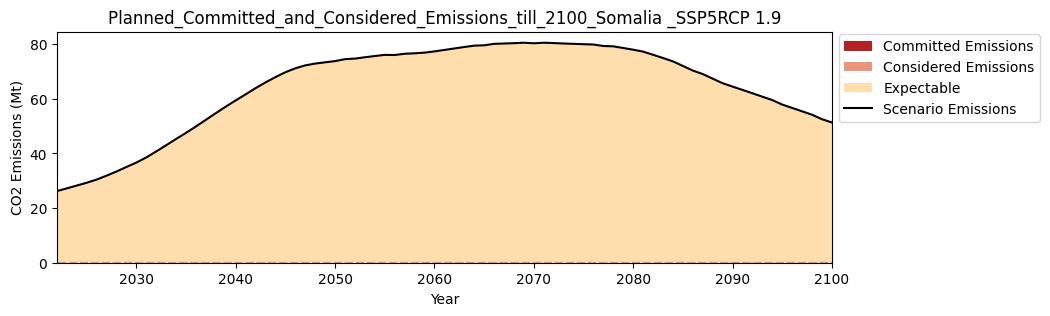 Planned_Committed_and_Considered_Emissions_till_2100_Somalia _SSP5RCP 1.9
CO2 Emissions (Mt)
80
60
40
20
0
2030 2040 2050 2060 2070 2080 2090 2100
Year
Committed Emissions
Considered Emissions
Expectable
Scenario Emissions